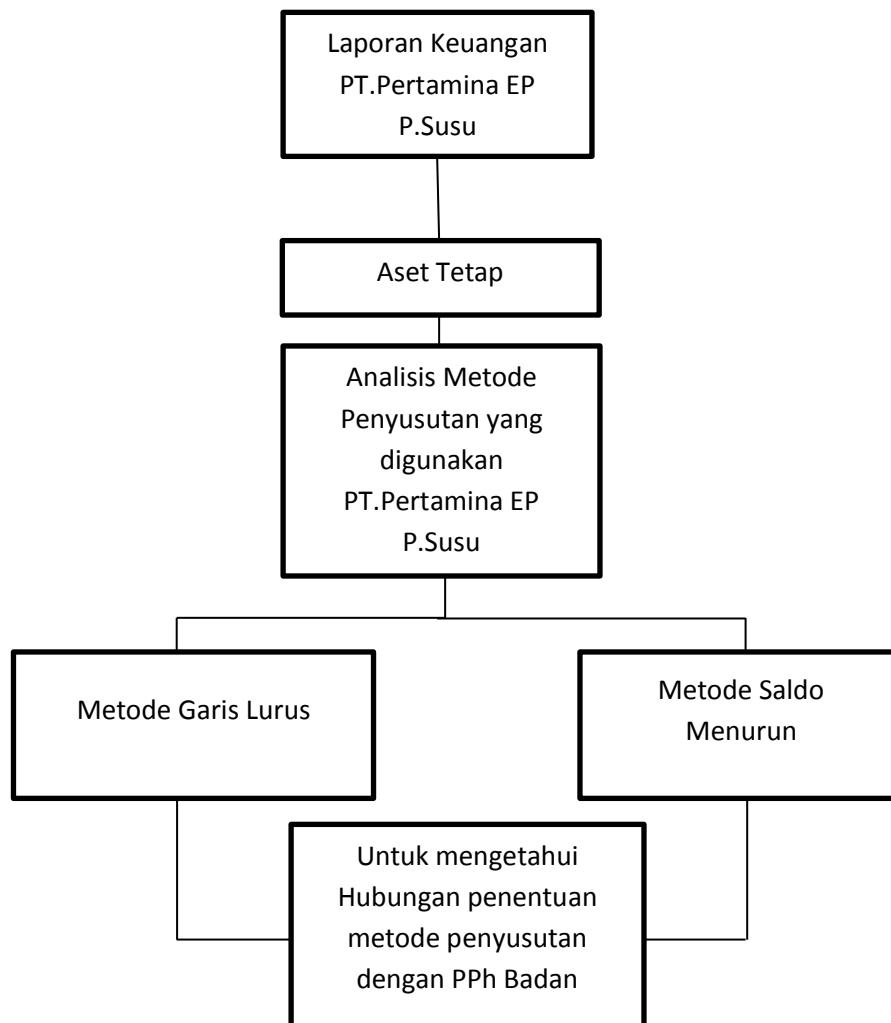 Laporan Keuangan
PT.Pertamina EP
P.Susu
Aset Tetap
Analisis Metode
Penyusutan yang
digunakan
PT.Pertamina EP
P.Susu
Metode Garis Lurus
Metode Saldo
Menurun
Untuk mengetahui
Hubungan penentuan
metode penyusutan
dengan PPh Badan